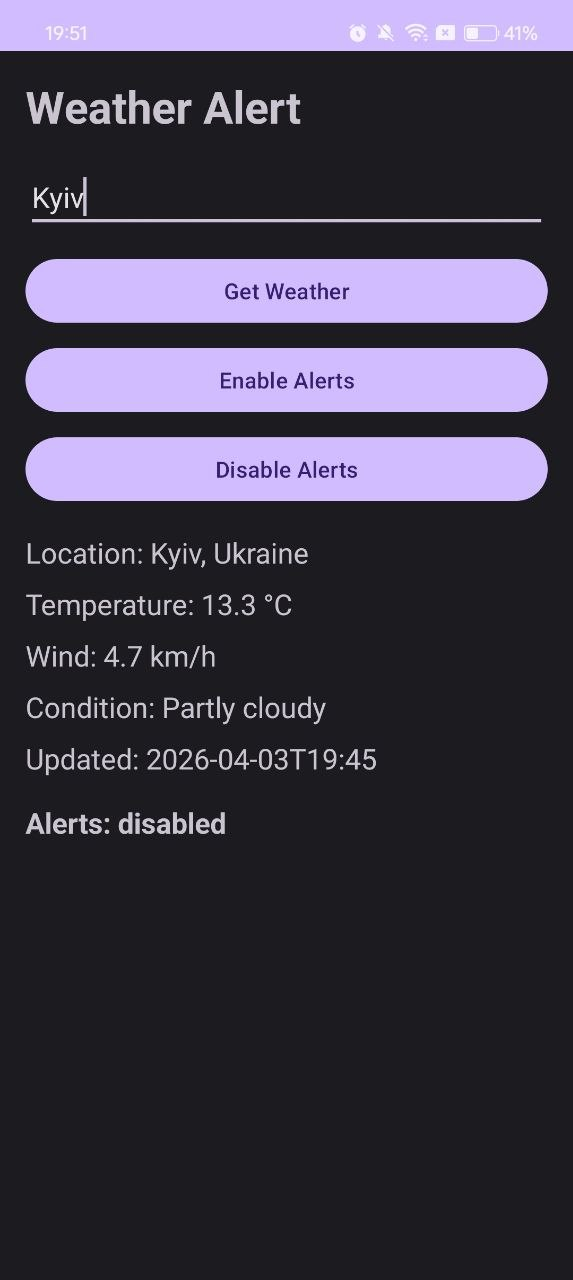 19:51
41%
Weather Alert
Kyiv
Get Weather
Enable Alerts
Disable Alerts
Location: Kyiv, Ukraine
Temperature: 13.3 °C
Wind: 4.7 km/h
Condition: Partly cloudy
Updated: 2026-04-03T19:45
Alerts: disabled